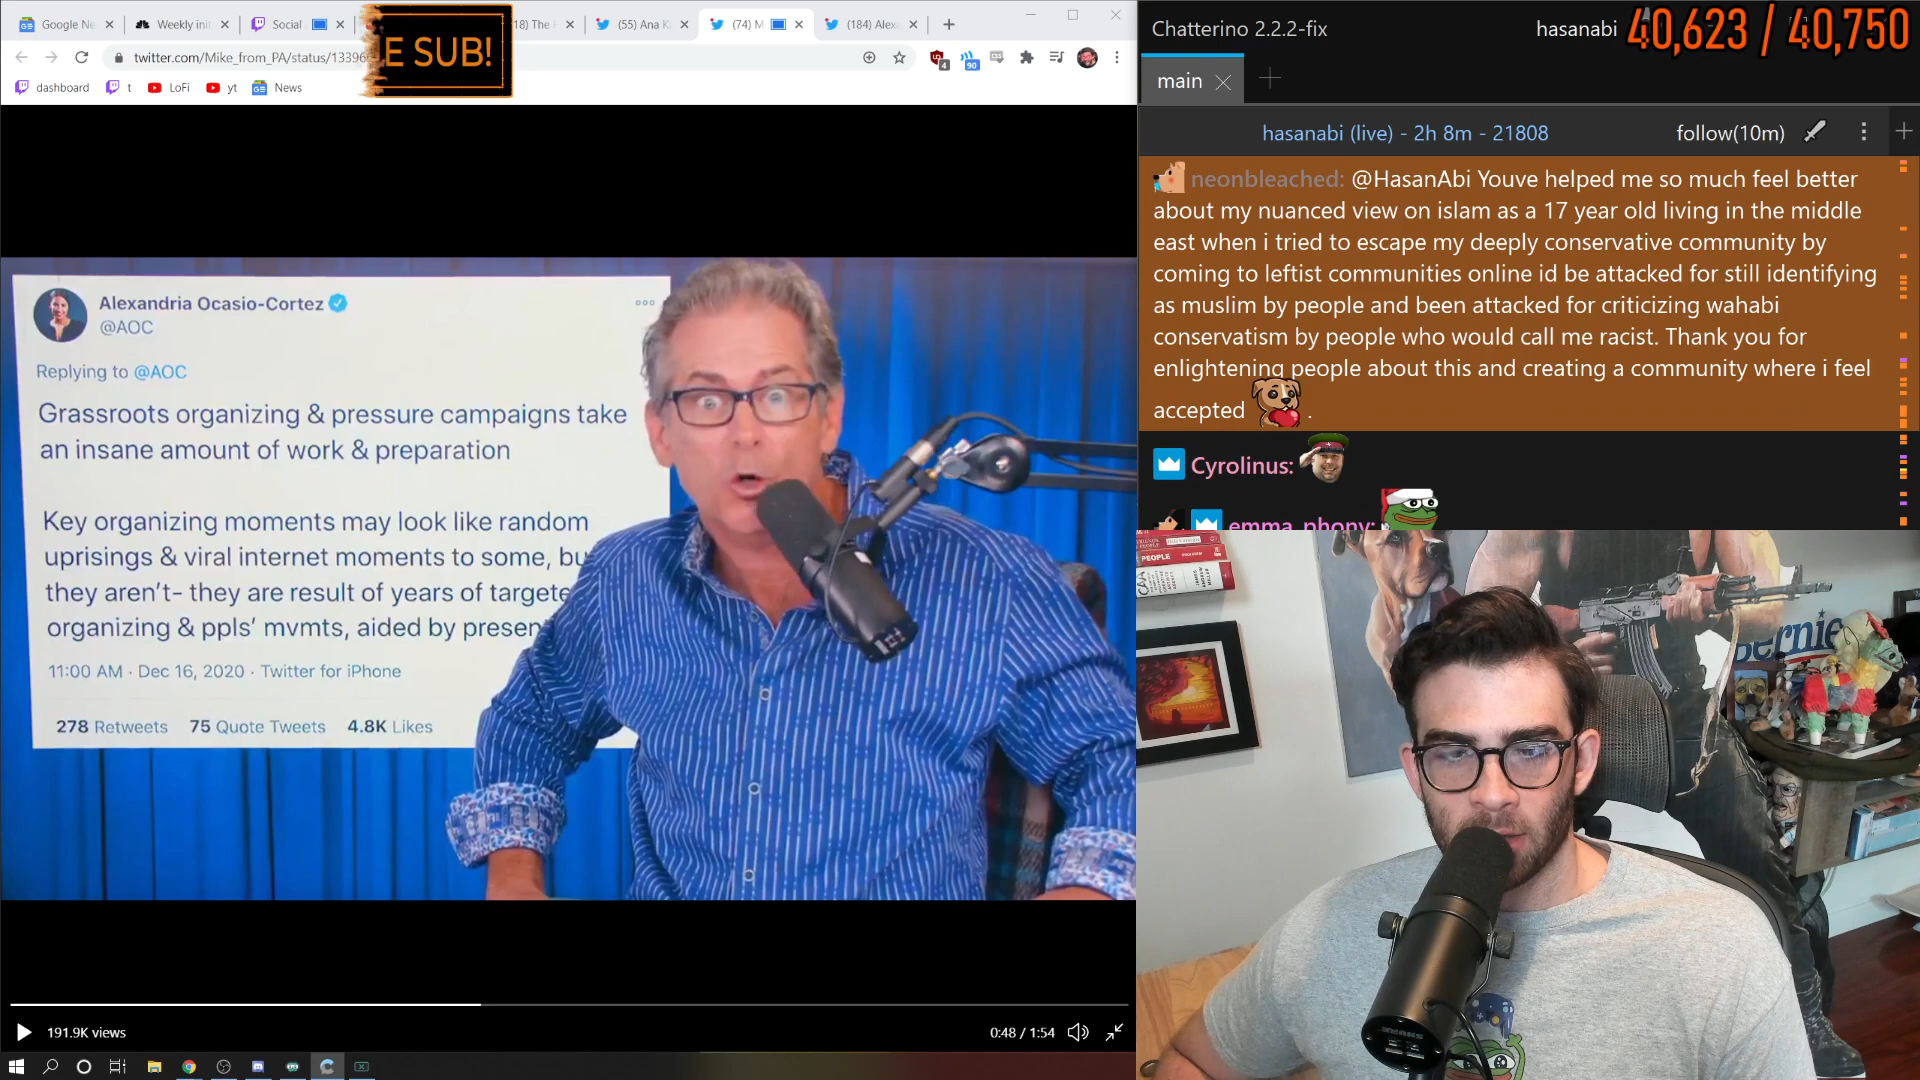 Google Ne
Weekly ini
Social
18) The
(55) Ana K
(74) M
(184) Alexa
E SUB!
twitter.com/Mike_from_PA/status/13396
4
90
dashboard
t
LoFi
yt
News
Alexandria Ocasio-Cortez
@AOC
Replying to @AOC
Grassroots organizing & pressure campaigns take
an insane amount of work & preparation
Key organizing moments may look like random
uprisings & viral internet moments to some, bu
they aren't- they are result of years of targete
organizing & ppls' mvmts, aided by presen
11:00 AM · Dec 16, 2020 · Twitter for iPhone
278 Retweets 75 Quote Tweets 4.8K Likes
191.9K views
0:48 / 1:54
Chatterino 2.2.2-fix
hasanabi
40,623 / 40,750
main
hasanabi (live) - 2h 8m - 21808
follow(10m)
neonbleached: @HasanAbi Youve helped me so much feel better
about my nuanced view on islam as a 17 year old living in the middle
east when i tried to escape my deeply conservative community by
coming to leftist communities online id be attacked for still identifying
as muslim by people and been attacked for criticizing wahabi
conservatism by people who would call me racist. Thank you for
enlightening people about this and creating a community where i feel
accepted .
Cyrolinus:
emma_phony:
PEOPLE
Bernie